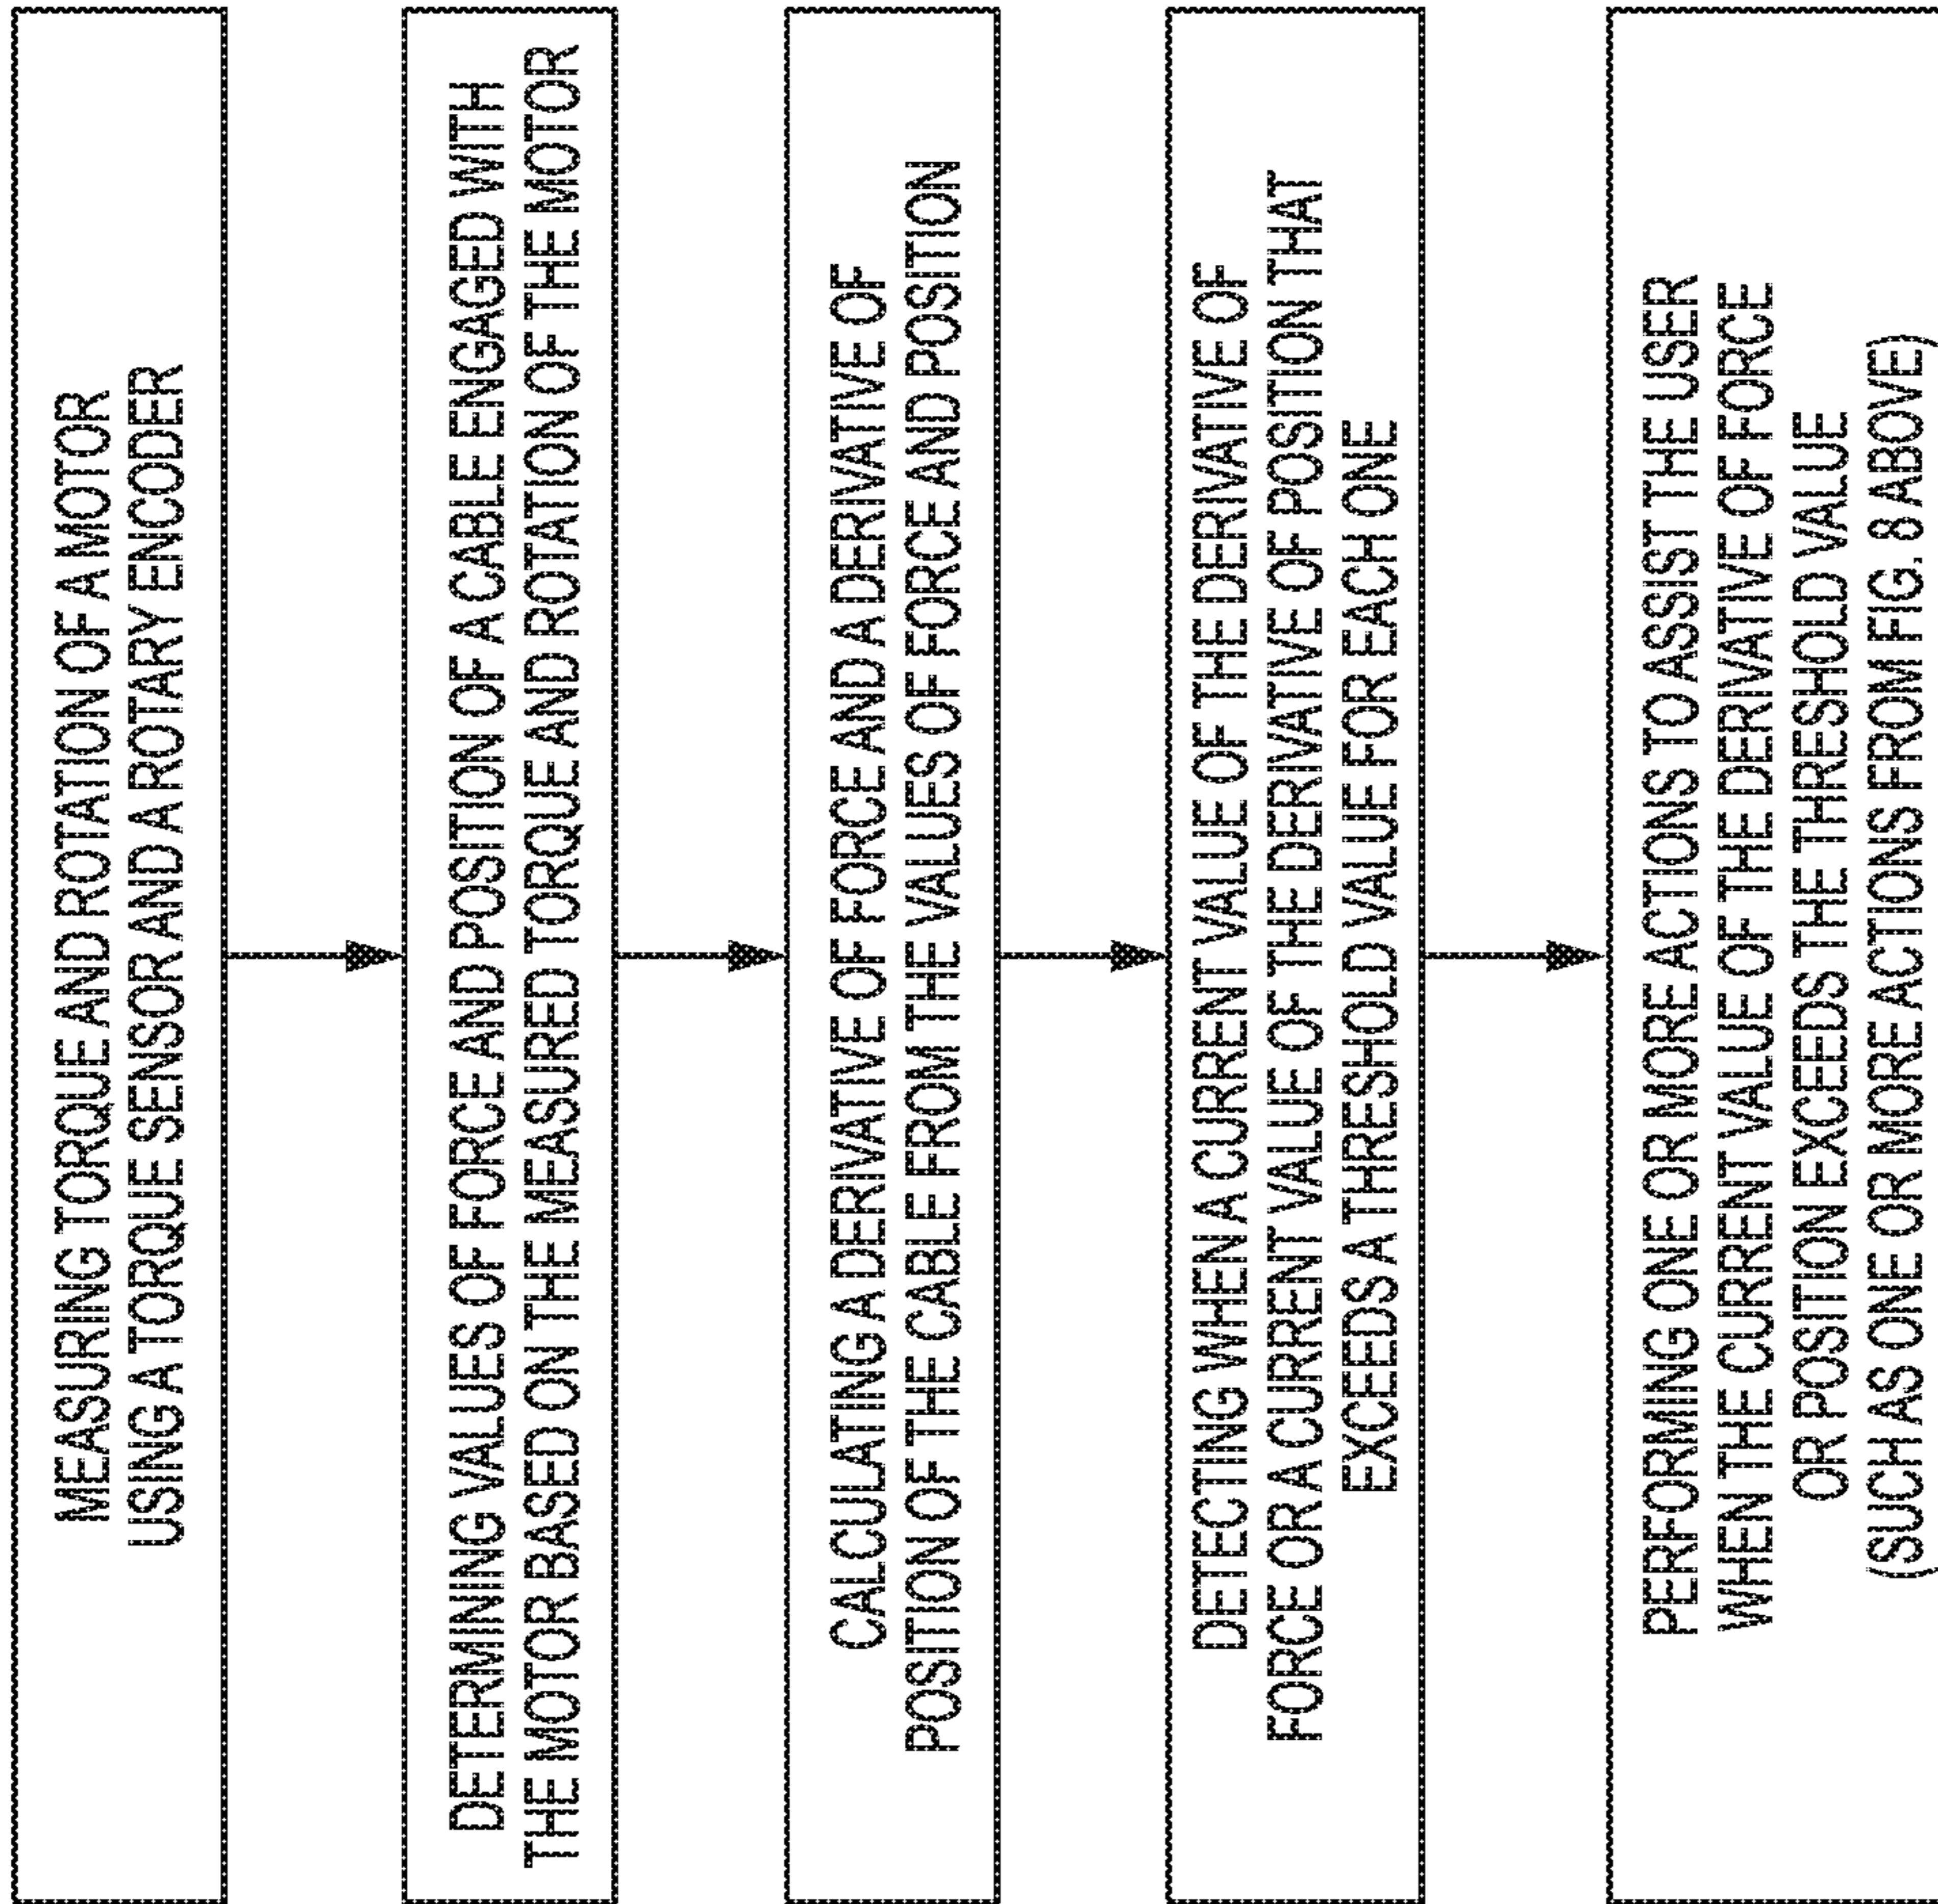 MEASURING TORQUE AND ROTATION OF A MOTOR
USING A TORQUE SENSOR AND A ROTARY ENCODER
DETERMINING VALUES OF FORCE AND POSITION OF A CABLE ENGAGED WITH
THE MOTOR BASED ON THE MEASURED TORQUE AND ROTATION OF THE MOTOR
CALCULATING A DERIVATIVE OF FORCE AND A DERIVATIVE OF
POSITION OF THE CABLE FROM THE VALUES OF FORCE AND POSITION
DETECTING WHEN A CURRENT VALUE OF THE DERIVATIVE OF
FORCE OR A CURRENT VALUE OF THE DERIVATIVE OF POSITION THAT
EXCEEDS A THRESHOLD VALUE FOR EACH ONE
PERFORMING ONE OR MORE ACTIONS TO ASSIST THE USER
WHEN THE CURRENT VALUE OF THE DERIVATIVE OF FORCE
OR POSITION EXCEEDS THE THRESHOLD VALUE
(SUCH AS ONE OR MORE ACTIONS FROM FIG. 8 ABOVE)